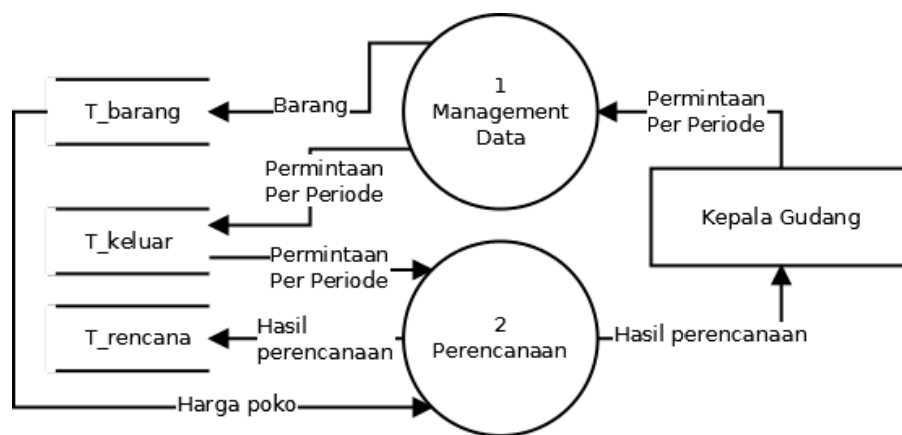 1
Management
Data
Barang
T_barang
Permintaan
Per Periode
Permintaan
Per Periode
Kepala Gudang
T_keluar
Permintaan
Per Periode
2
Perencanaan
T_rencana
Hasil
perencanaan
Hasil perencanaan
Harga poko